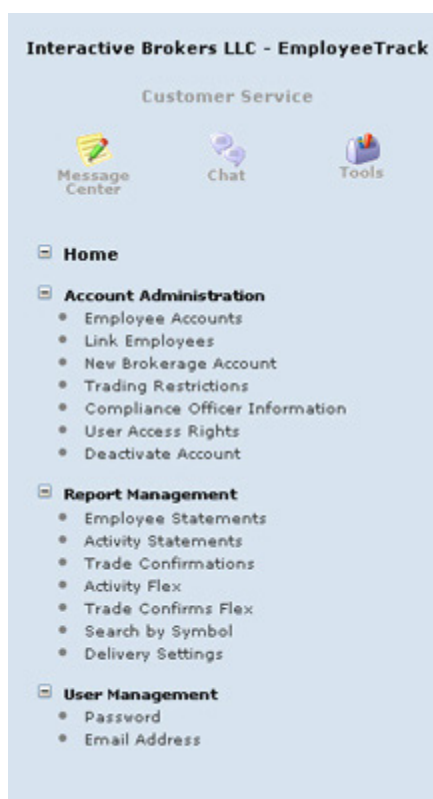 Interactive Brokers LLC - EmployeeTrack
Customer Service
Message Center
Chat
Tools
Home
Account Administration
Employee Accounts
Link Employees
New Brokerage Account
Trading Restrictions
Compliance Officer Information
User Access Rights
Deactivate Account
Report Management
Employee Statements
Activity Statements
Trade Confirmations
Activity Flex
Trade Confirms Flex
Search by Symbol
Delivery Settings
User Management
Password
Email Address